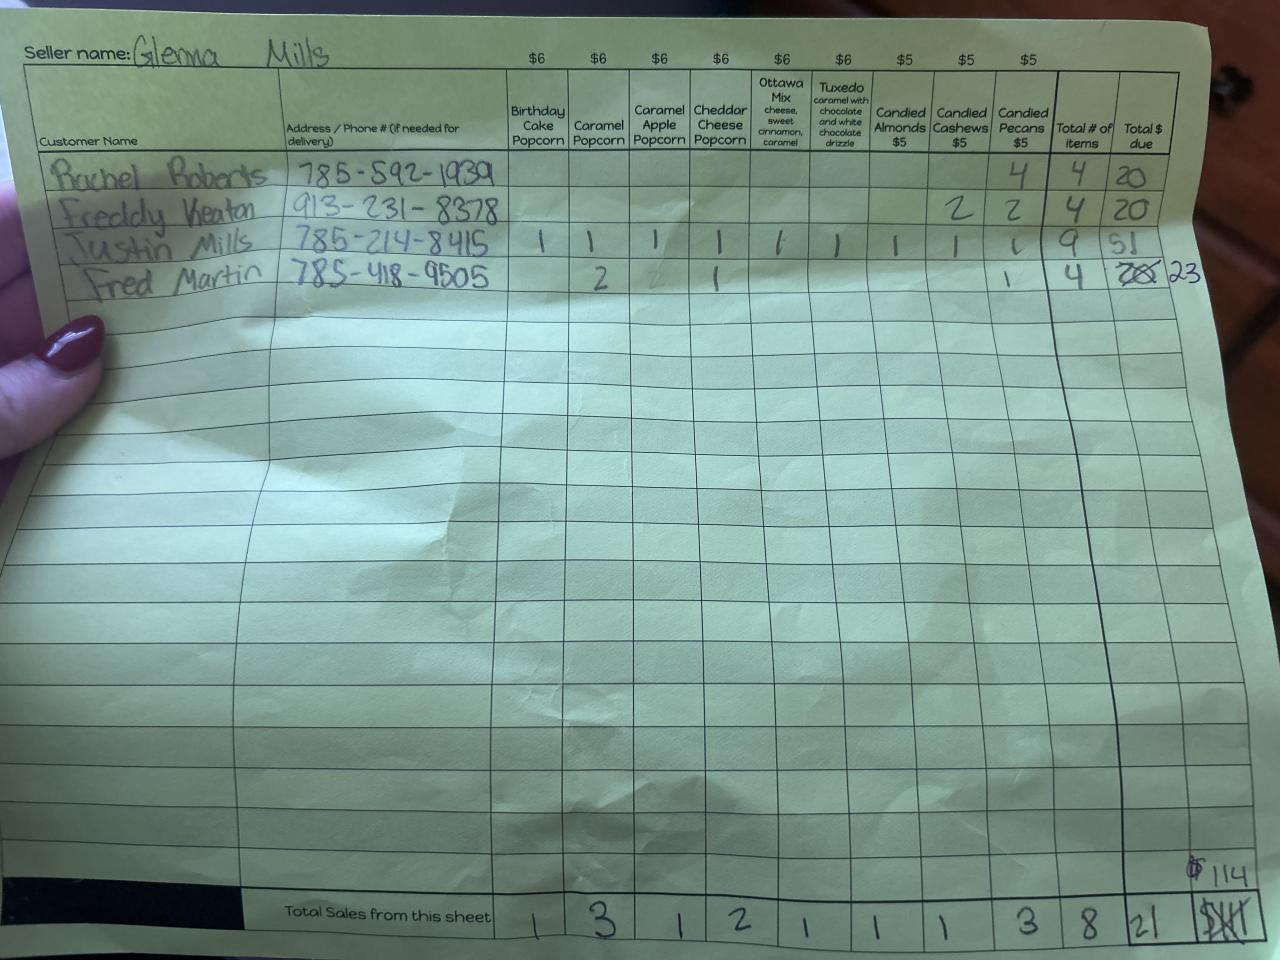 Seller name: Glenna Mills
$6 $6 $6 $6 $6 $6 $5 $5 $5
Customer Name
Address / Phone # (if needed for
delivery)
Birthday
Cake
Popcorn
Caramel
Popcorn
Caramel
Apple
Popcorn
Cheddar
Cheese
Popcorn
Ottawa
Mix
cheese,
sweet
cinnamon,
caramel
Tuxedo
caramel with
chocolate
and white
chocolate
drizzle
Candied
Almonds
$5
Candied
Cashews
$5
Candied
Pecans
$5
Total # of
items
Total $
due
Rachel Roberts 785-592-1939 4 4 20
Freddy Keaton 913-231-8378 2 2 4 20
Justin Mills 785-214-8415 1 1 1 1 1 1 1 1 1 9 51
Fred Martin 785-418-9505 2 1 1 4 23
$114
Total Sales from this sheet 1 3 1 2 1 1 1 3 8 21